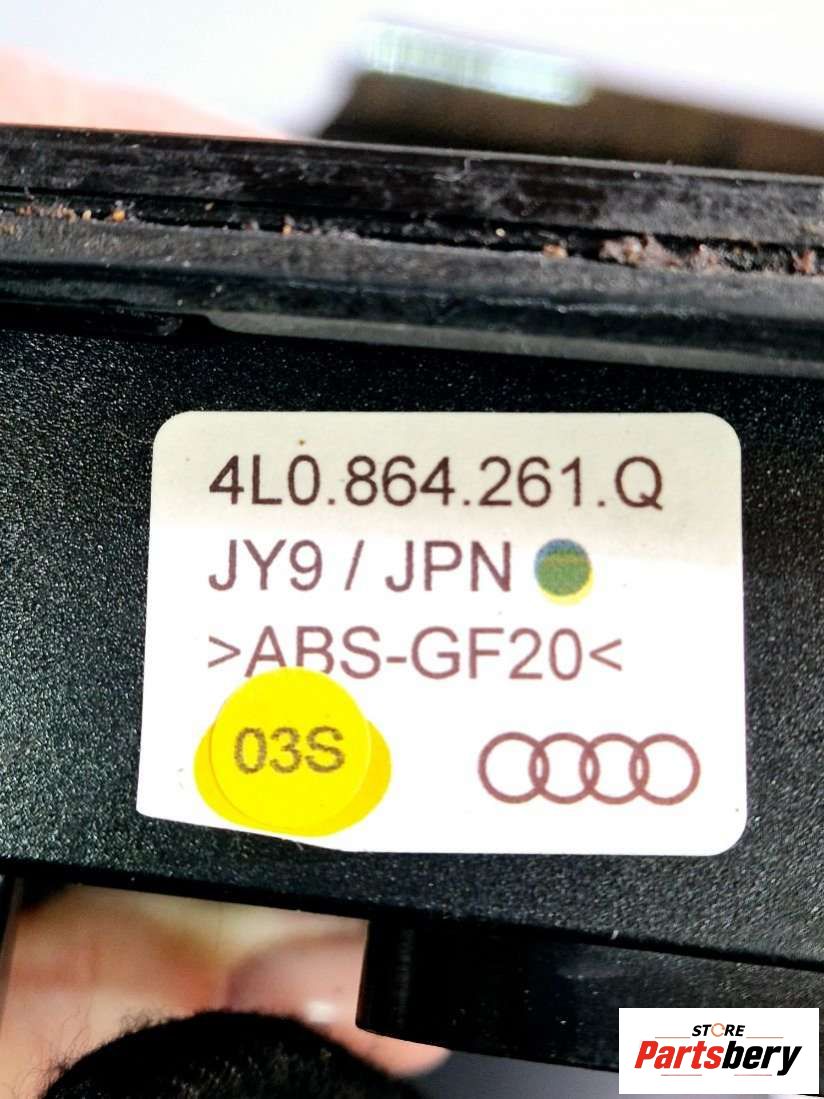 4L0.864.261.Q
JY9 / JPN
>ABS-GF20<
03S
STORE
Partsbery